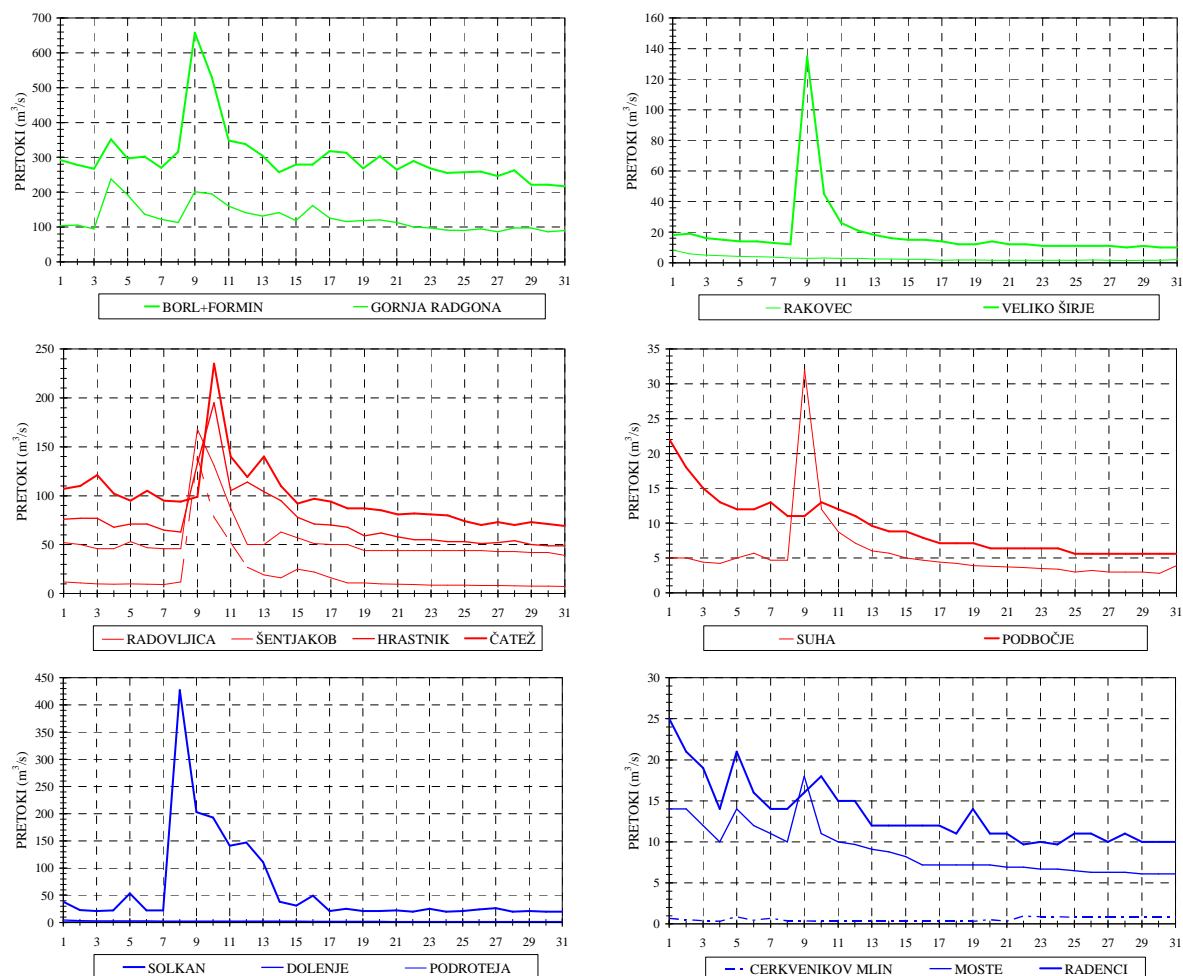 PRETOKI (m³/s)
700
600
500
400
300
200
100
0
1 3 5 7 9 11 13 15 17 19 21 23 25 27 29 31
BORL+FORMIN GORNJA RADGONA
PRETOKI (m³/s)
160
140
120
100
80
60
40
20
0
1 3 5 7 9 11 13 15 17 19 21 23 25 27 29 31
RAKOVEC VELIKO ŠIRJE
PRETOKI (m³/s)
250
200
150
100
50
0
1 3 5 7 9 11 13 15 17 19 21 23 25 27 29 31
RADOVLJICA ŠENTJAKOB HRASTNIK ČATEŽ
PRETOKI (m³/s)
35
30
25
20
15
10
5
0
1 3 5 7 9 11 13 15 17 19 21 23 25 27 29 31
SUHA PODBOČJE
PRETOKI (m³/s)
450
400
350
300
250
200
150
100
50
0
1 3 5 7 9 11 13 15 17 19 21 23 25 27 29 31
SOLKAN DOLENJE PODROTEJA
PRETOKI (m³/s)
30
25
20
15
10
5
0
1 3 5 7 9 11 13 15 17 19 21 23 25 27 29 31
CERKVENIKOV MLIN MOSTE RADENCI